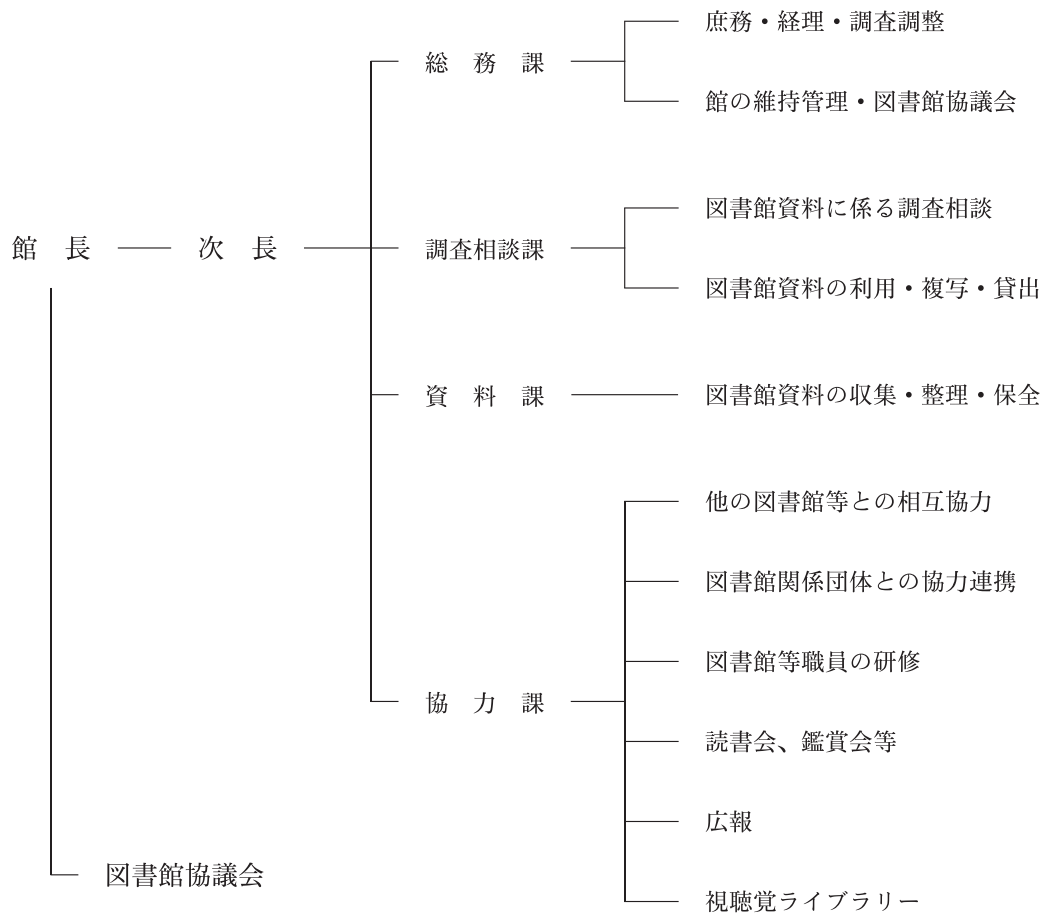 館　長
次　長
総　務　課
庶務・経理・調査調整
館の維持管理・図書館協議会
調査相談課
図書館資料に係る調査相談
図書館資料の利用・複写・貸出
資　料　課
図書館資料の収集・整理・保全
協　力　課
他の図書館等との相互協力
図書館関係団体との協力連携
図書館等職員の研修
読書会、鑑賞会等
広報
視聴覚ライブラリー
図書館協議会